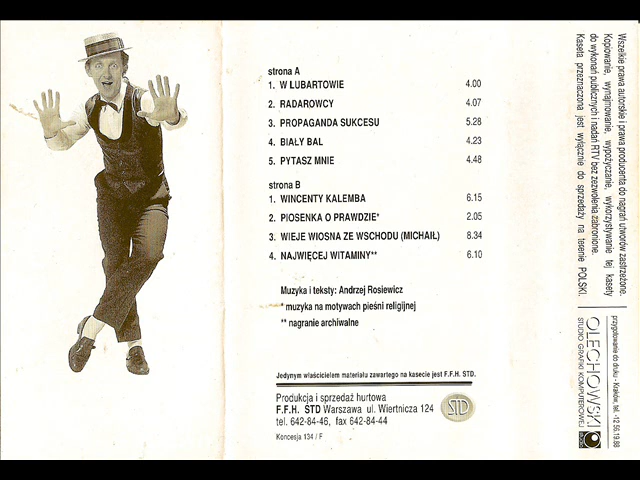 strona A
1. W LUBARTOWIE 4.00
2. RADAROWCY 4.07
3. PROPAGANDA SUKCESU 5.28
4. BIAŁY BAL 4.23
5. PYTASZ MNIE 4.48
strona B
1. WINCENTY KALEMBA 6.15
2. PIOSENKA O PRAWDZIE* 2.05
3. WIEJE WIOSNA ZE WSCHODU (MICHAIŁ) 8.34
4. NAJWIĘCEJ WITAMINY** 6.10
Muzyka i teksty: Andrzej Rosiewicz
* muzyka na motywach pieśni religijnej
** nagranie archiwalne
Jedynym właścicielem materiału zawartego na kasecie jest F.F.H. STD.
Produkcja i sprzedaż hurtowa
F.F.H. STD Warszawa ul. Wiertnicza 124
tel. 642-84-46, fax 642-84-44
Koncesja 134 / F
STD
Wszelkie prawa autorskie i prawa producenta do nagrań utworów zastrzeżone.
Kopiowanie, wynajmowanie, wypożyczanie, wykorzystywanie tej kasety
do wykonań publicznych i nadań RTV bez zezwolenia zabronione.
Kaseta przeznaczona jest wyłącznie do sprzedaży na terenie POLSKI.
przygotowanie do druku - Kraków, tel. -12 56.19.88
OLECHOWSKI
STUDIO GRAFIKI KOMPUTEROWEJ